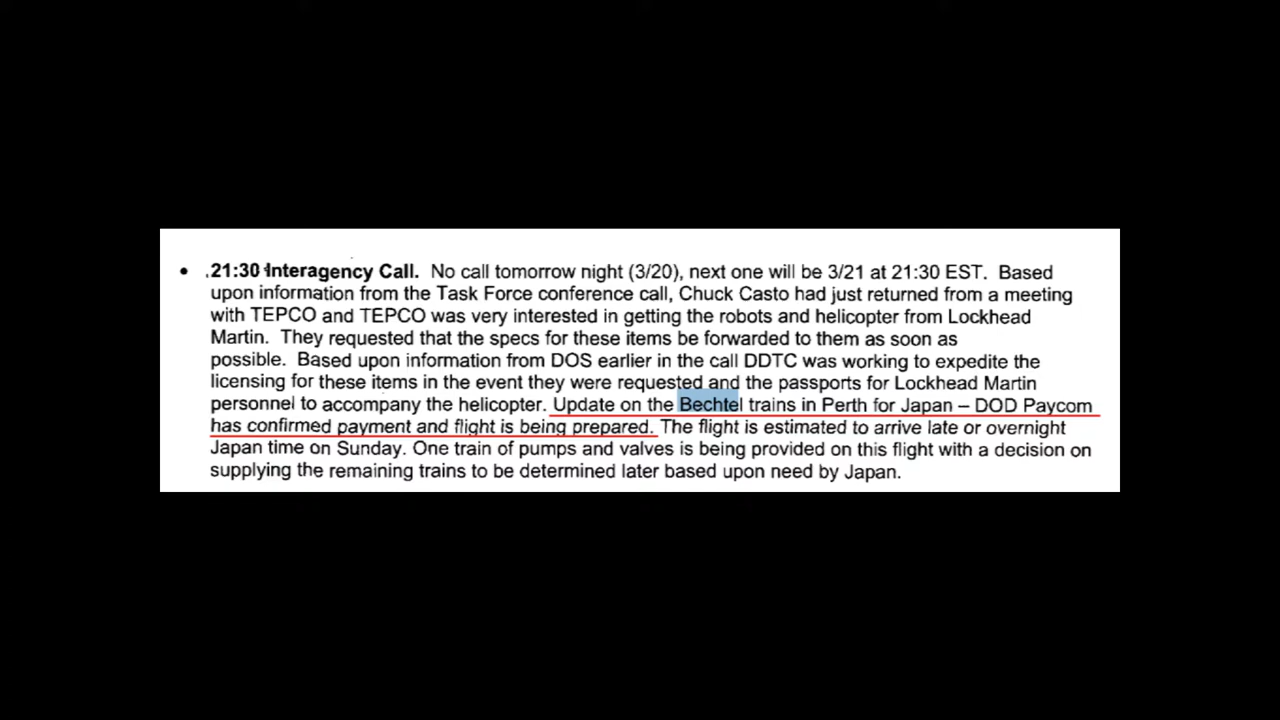 • 21:30 Interagency Call. No call tomorrow night (3/20), next one will be 3/21 at 21:30 EST. Based
upon information from the Task Force conference call, Chuck Casto had just returned from a meeting
with TEPCO and TEPCO was very interested in getting the robots and helicopter from Lockhead
Martin. They requested that the specs for these items be forwarded to them as soon as
possible. Based upon information from DOS earlier in the call DDTC was working to expedite the
licensing for these items in the event they were requested and the passports for Lockhead Martin
personnel to accompany the helicopter. Update on the Bechtel trains in Perth for Japan – DOD Paycom
has confirmed payment and flight is being prepared. The flight is estimated to arrive late or overnight
Japan time on Sunday. One train of pumps and valves is being provided on this flight with a decision on
supplying the remaining trains to be determined later based upon need by Japan.